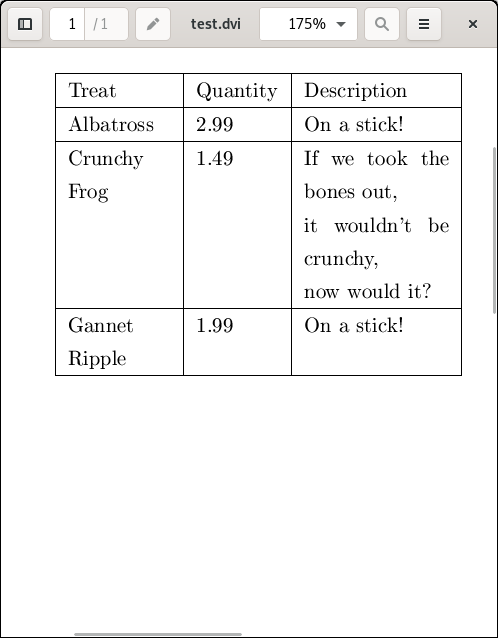 1 / 1 test.dvi 175%
Treat Quantity Description
Albatross 2.99 On a stick!
Crunchy 1.49 If we took the
Frog bones out,
it wouldn't be
crunchy,
now would it?
Gannet 1.99 On a stick!
Ripple